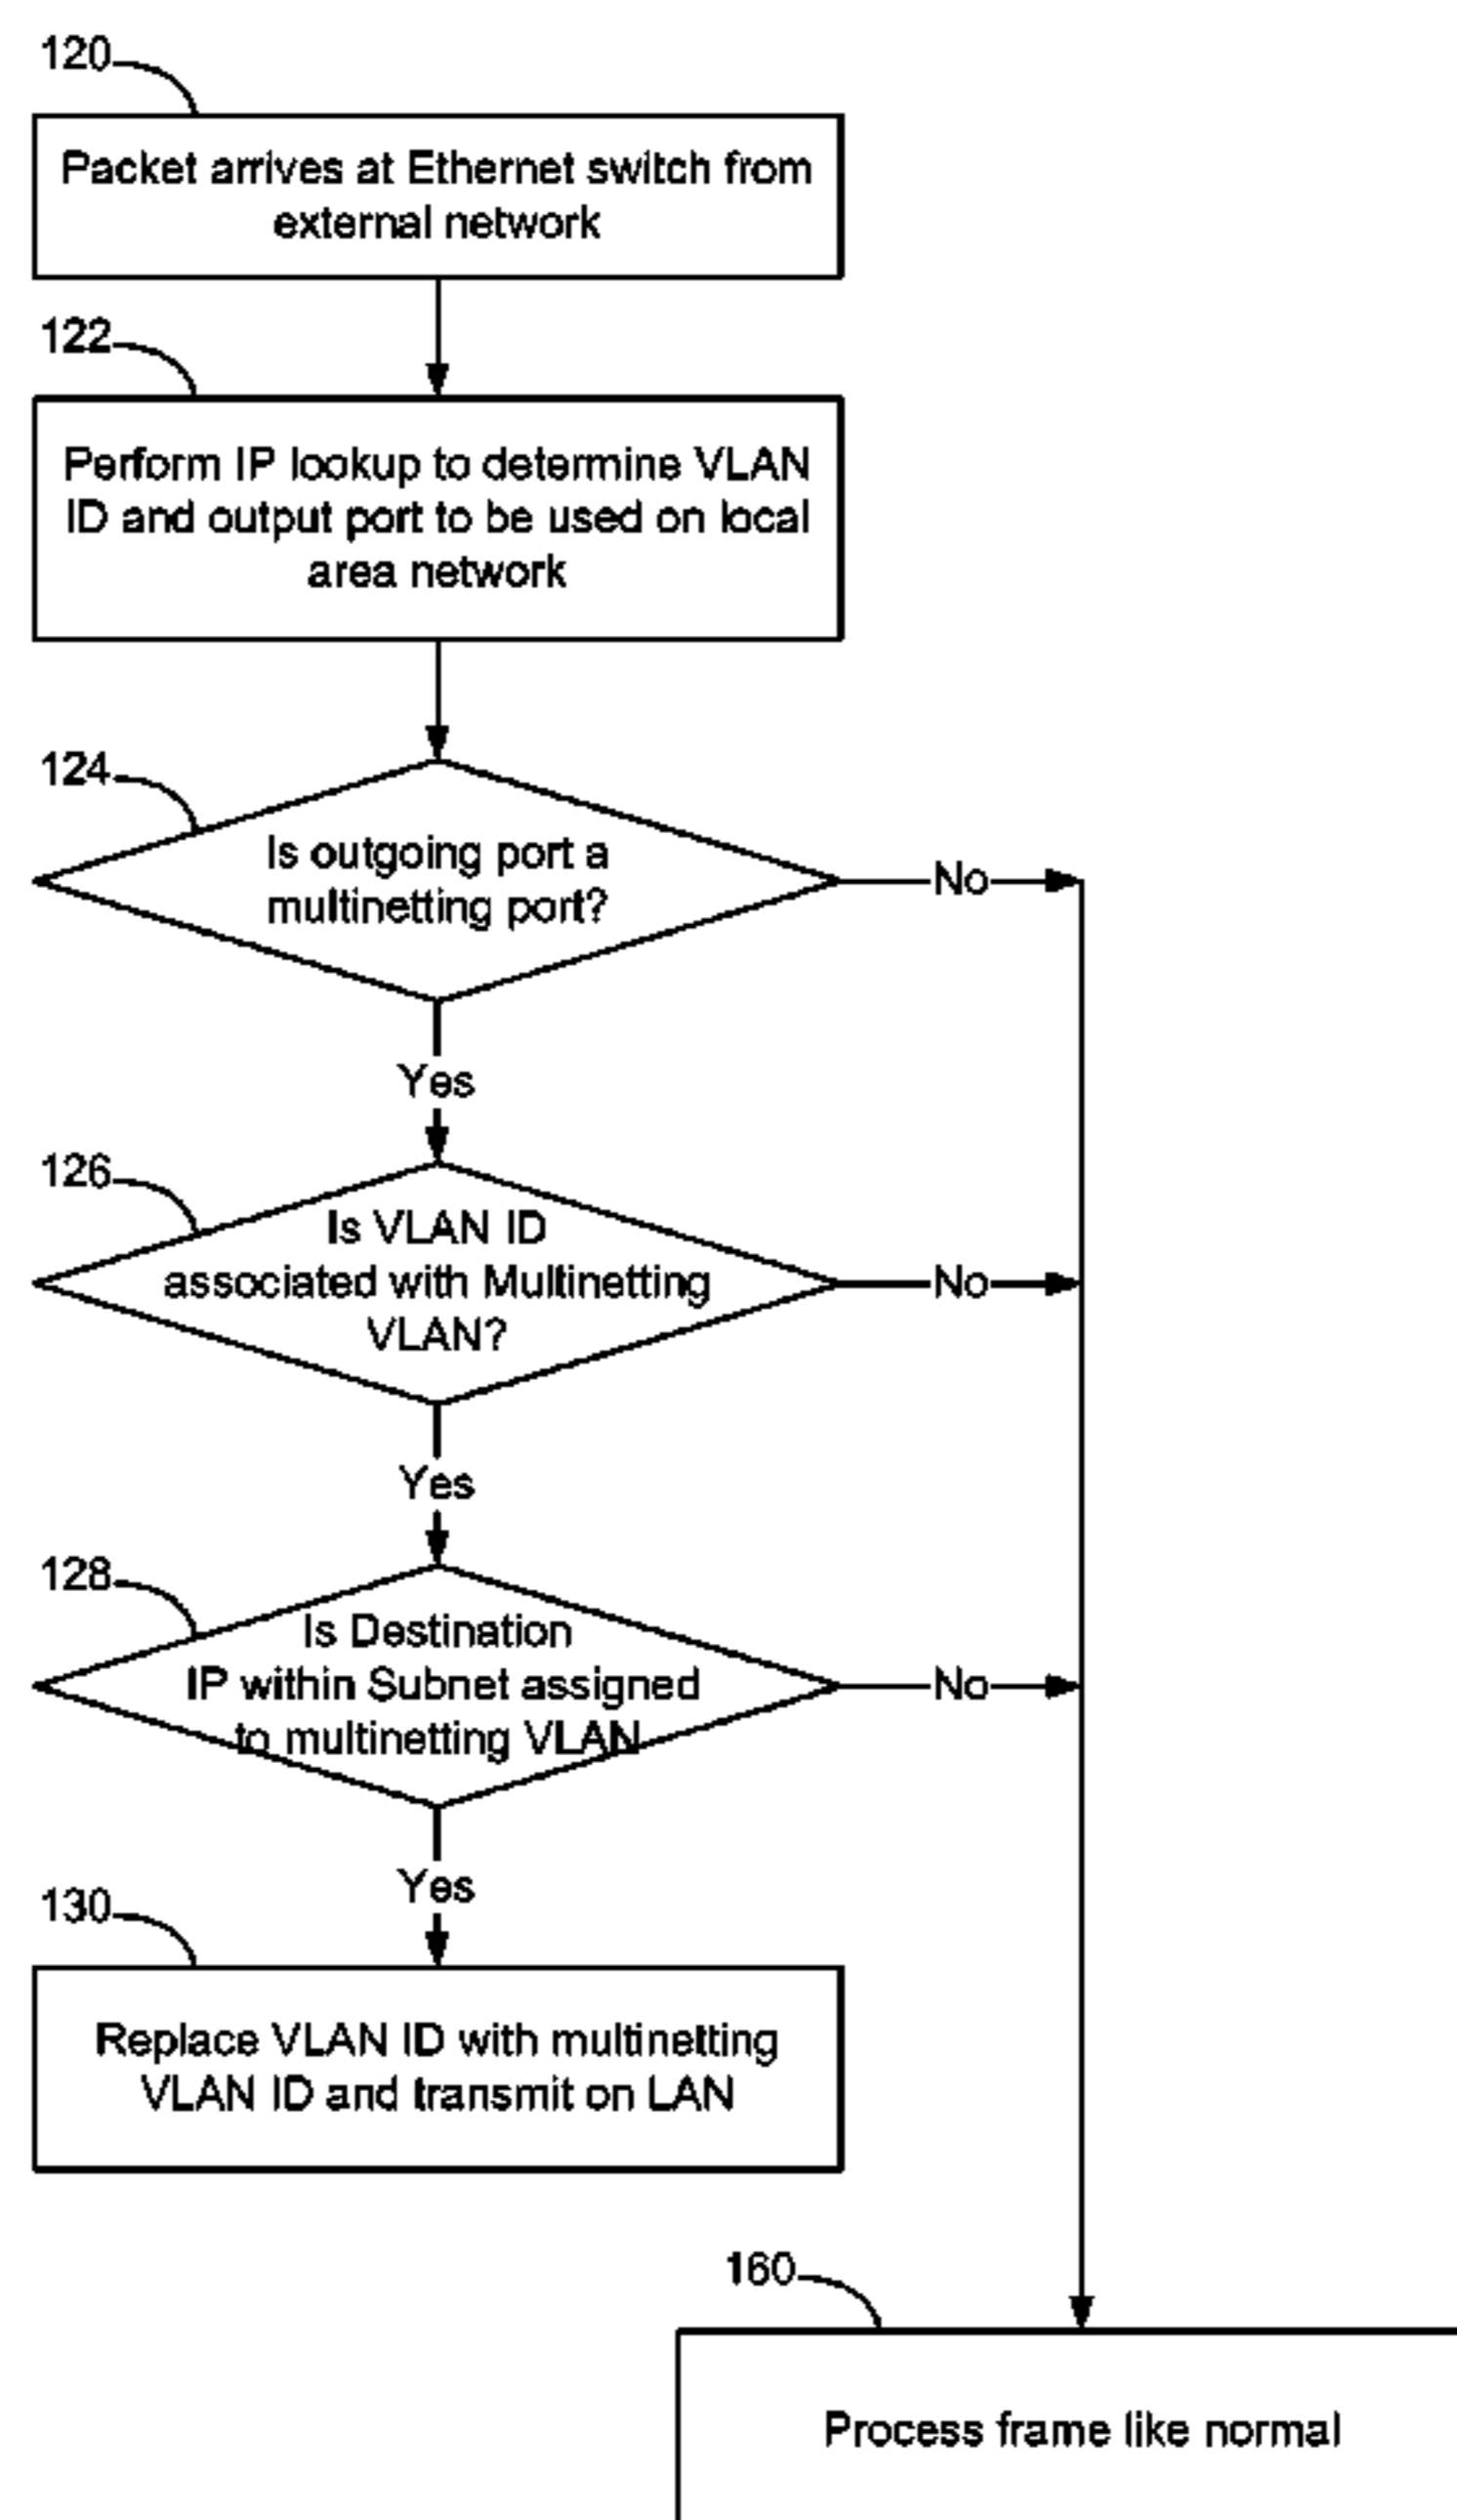 120
Packet arrives at Ethernet switch from
external network
122
Perform IP lookup to determine VLAN
ID and output port to be used on local
area network
124
Is outgoing port a
multinetting port?
No
Yes
126
Is VLAN ID
associated with Multinetting
VLAN?
No
Yes
128
Is Destination
IP within Subnet assigned
to multinetting VLAN
No
Yes
130
Replace VLAN ID with multinetting
VLAN ID and transmit on LAN
160
Process frame like normal